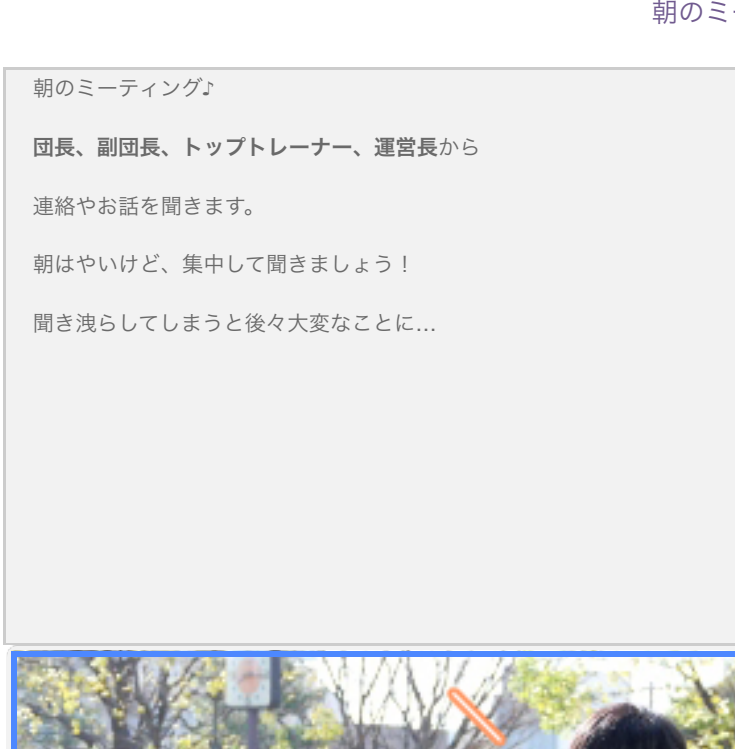 朝のミ
朝のミーティング♪
団長、副団長、トップトレーナー、運営長から
連絡やお話を聞きます。
朝はやいけど、集中して聞きましょう！
聞き洩らしてしまうと後々大変なことに…